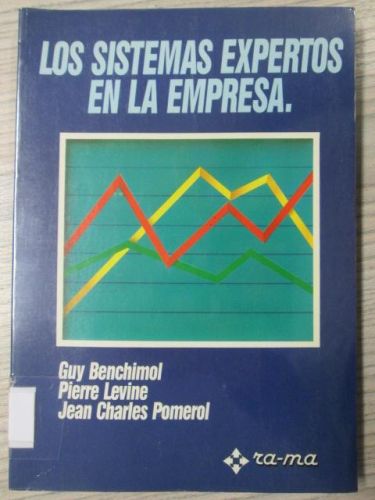 LOS SISTEMAS EXPERTOS
EN LA EMPRESA.
Guy Benchimol
Pierre Levine
Jean Charles Pomerol
ra-ma